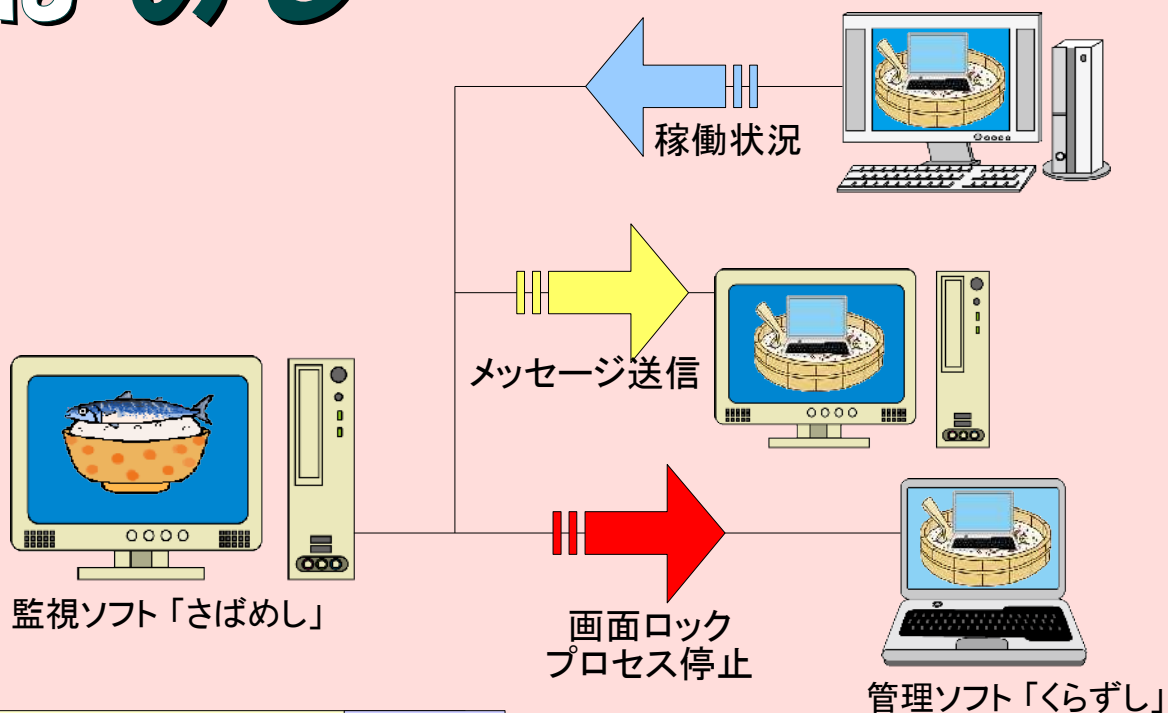 稼働状況
メッセージ送信
監視ソフト「さばめし」
画面ロック
プロセス停止
管理ソフト「くらずし」